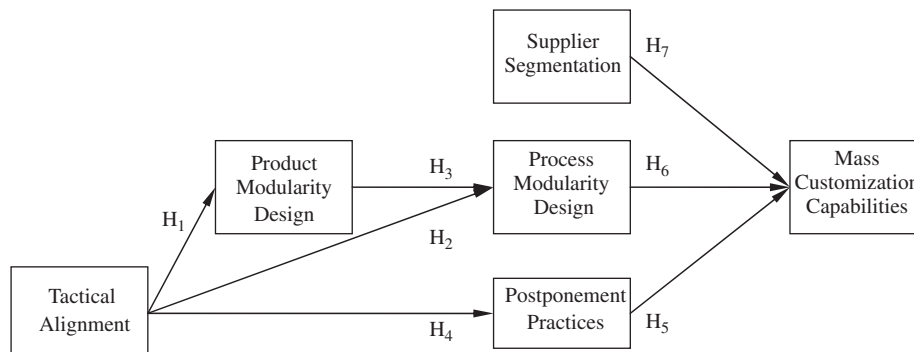 Supplier
Segmentation
H7
Product
Modularity
Design
H3
Process
Modularity
Design
H6
Mass
Customization
Capabilities
H1
H2
Tactical
Alignment
H4
Postponement
Practices
H5